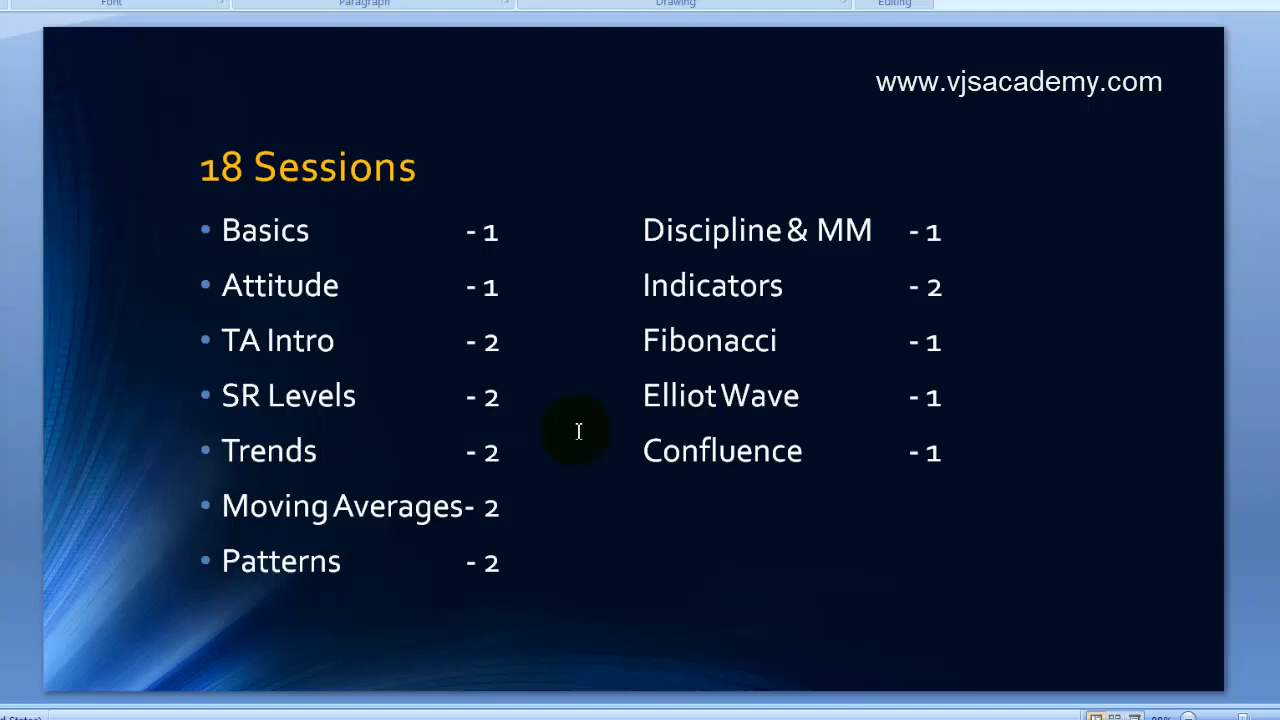 Font Paragraph Drawing Editing
www.vjsacademy.com
18 Sessions
• Basics - 1
• Attitude - 1
• TA Intro - 2
• SR Levels - 2
• Trends - 2
• Moving Averages- 2
• Patterns - 2
Discipline & MM - 1
Indicators - 2
Fibonacci - 1
Elliot Wave - 1
Confluence - 1